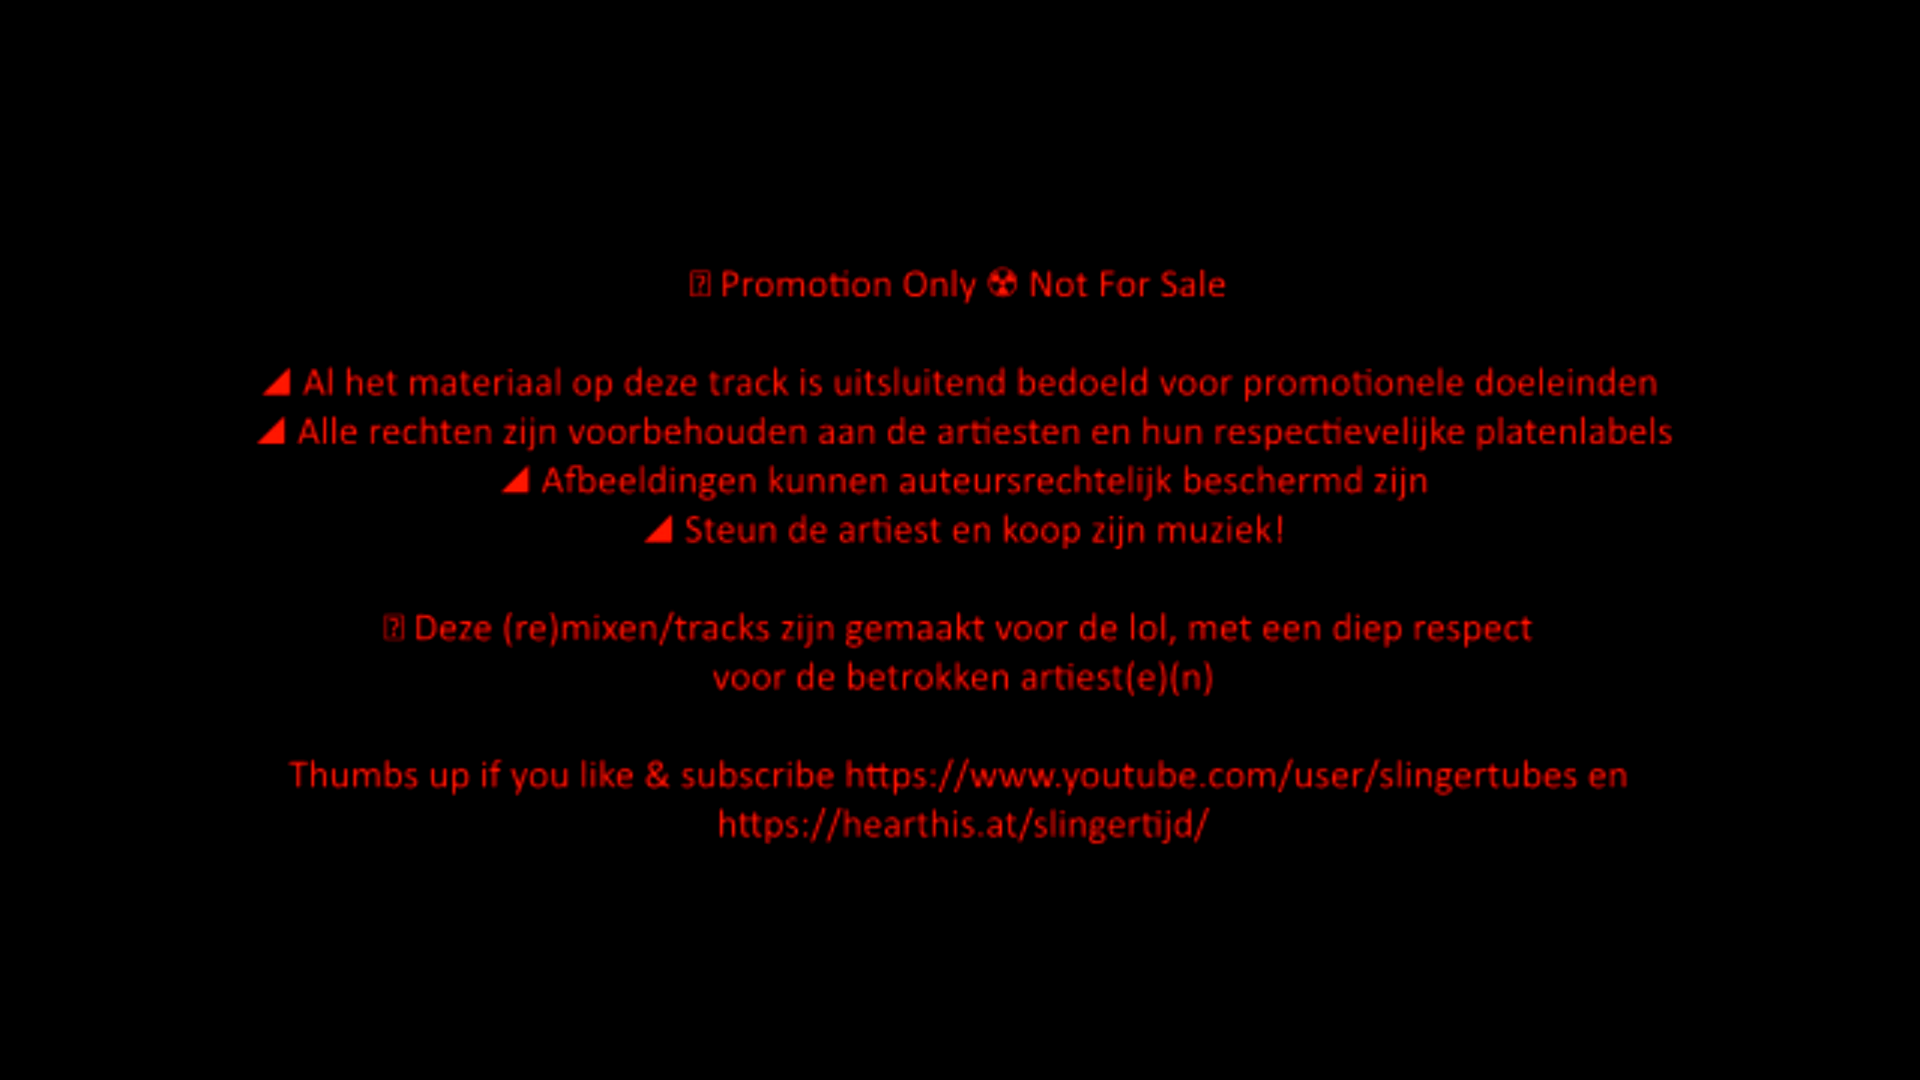 ⍰ Promotion Only ☢ Not For Sale
◢ Al het materiaal op deze track is uitsluitend bedoeld voor promotionele doeleinden
◢ Alle rechten zijn voorbehouden aan de artiesten en hun respectievelijke platenlabels
◢ Afbeeldingen kunnen auteursrechtelijk beschermd zijn
◢ Steun de artiest en koop zijn muziek!
⍰ Deze (re)mixen/tracks zijn gemaakt voor de lol, met een diep respect
voor de betrokken artiest(e)(n)
Thumbs up if you like & subscribe https://www.youtube.com/user/slingertubes en
https://hearthis.at/slingertijd/